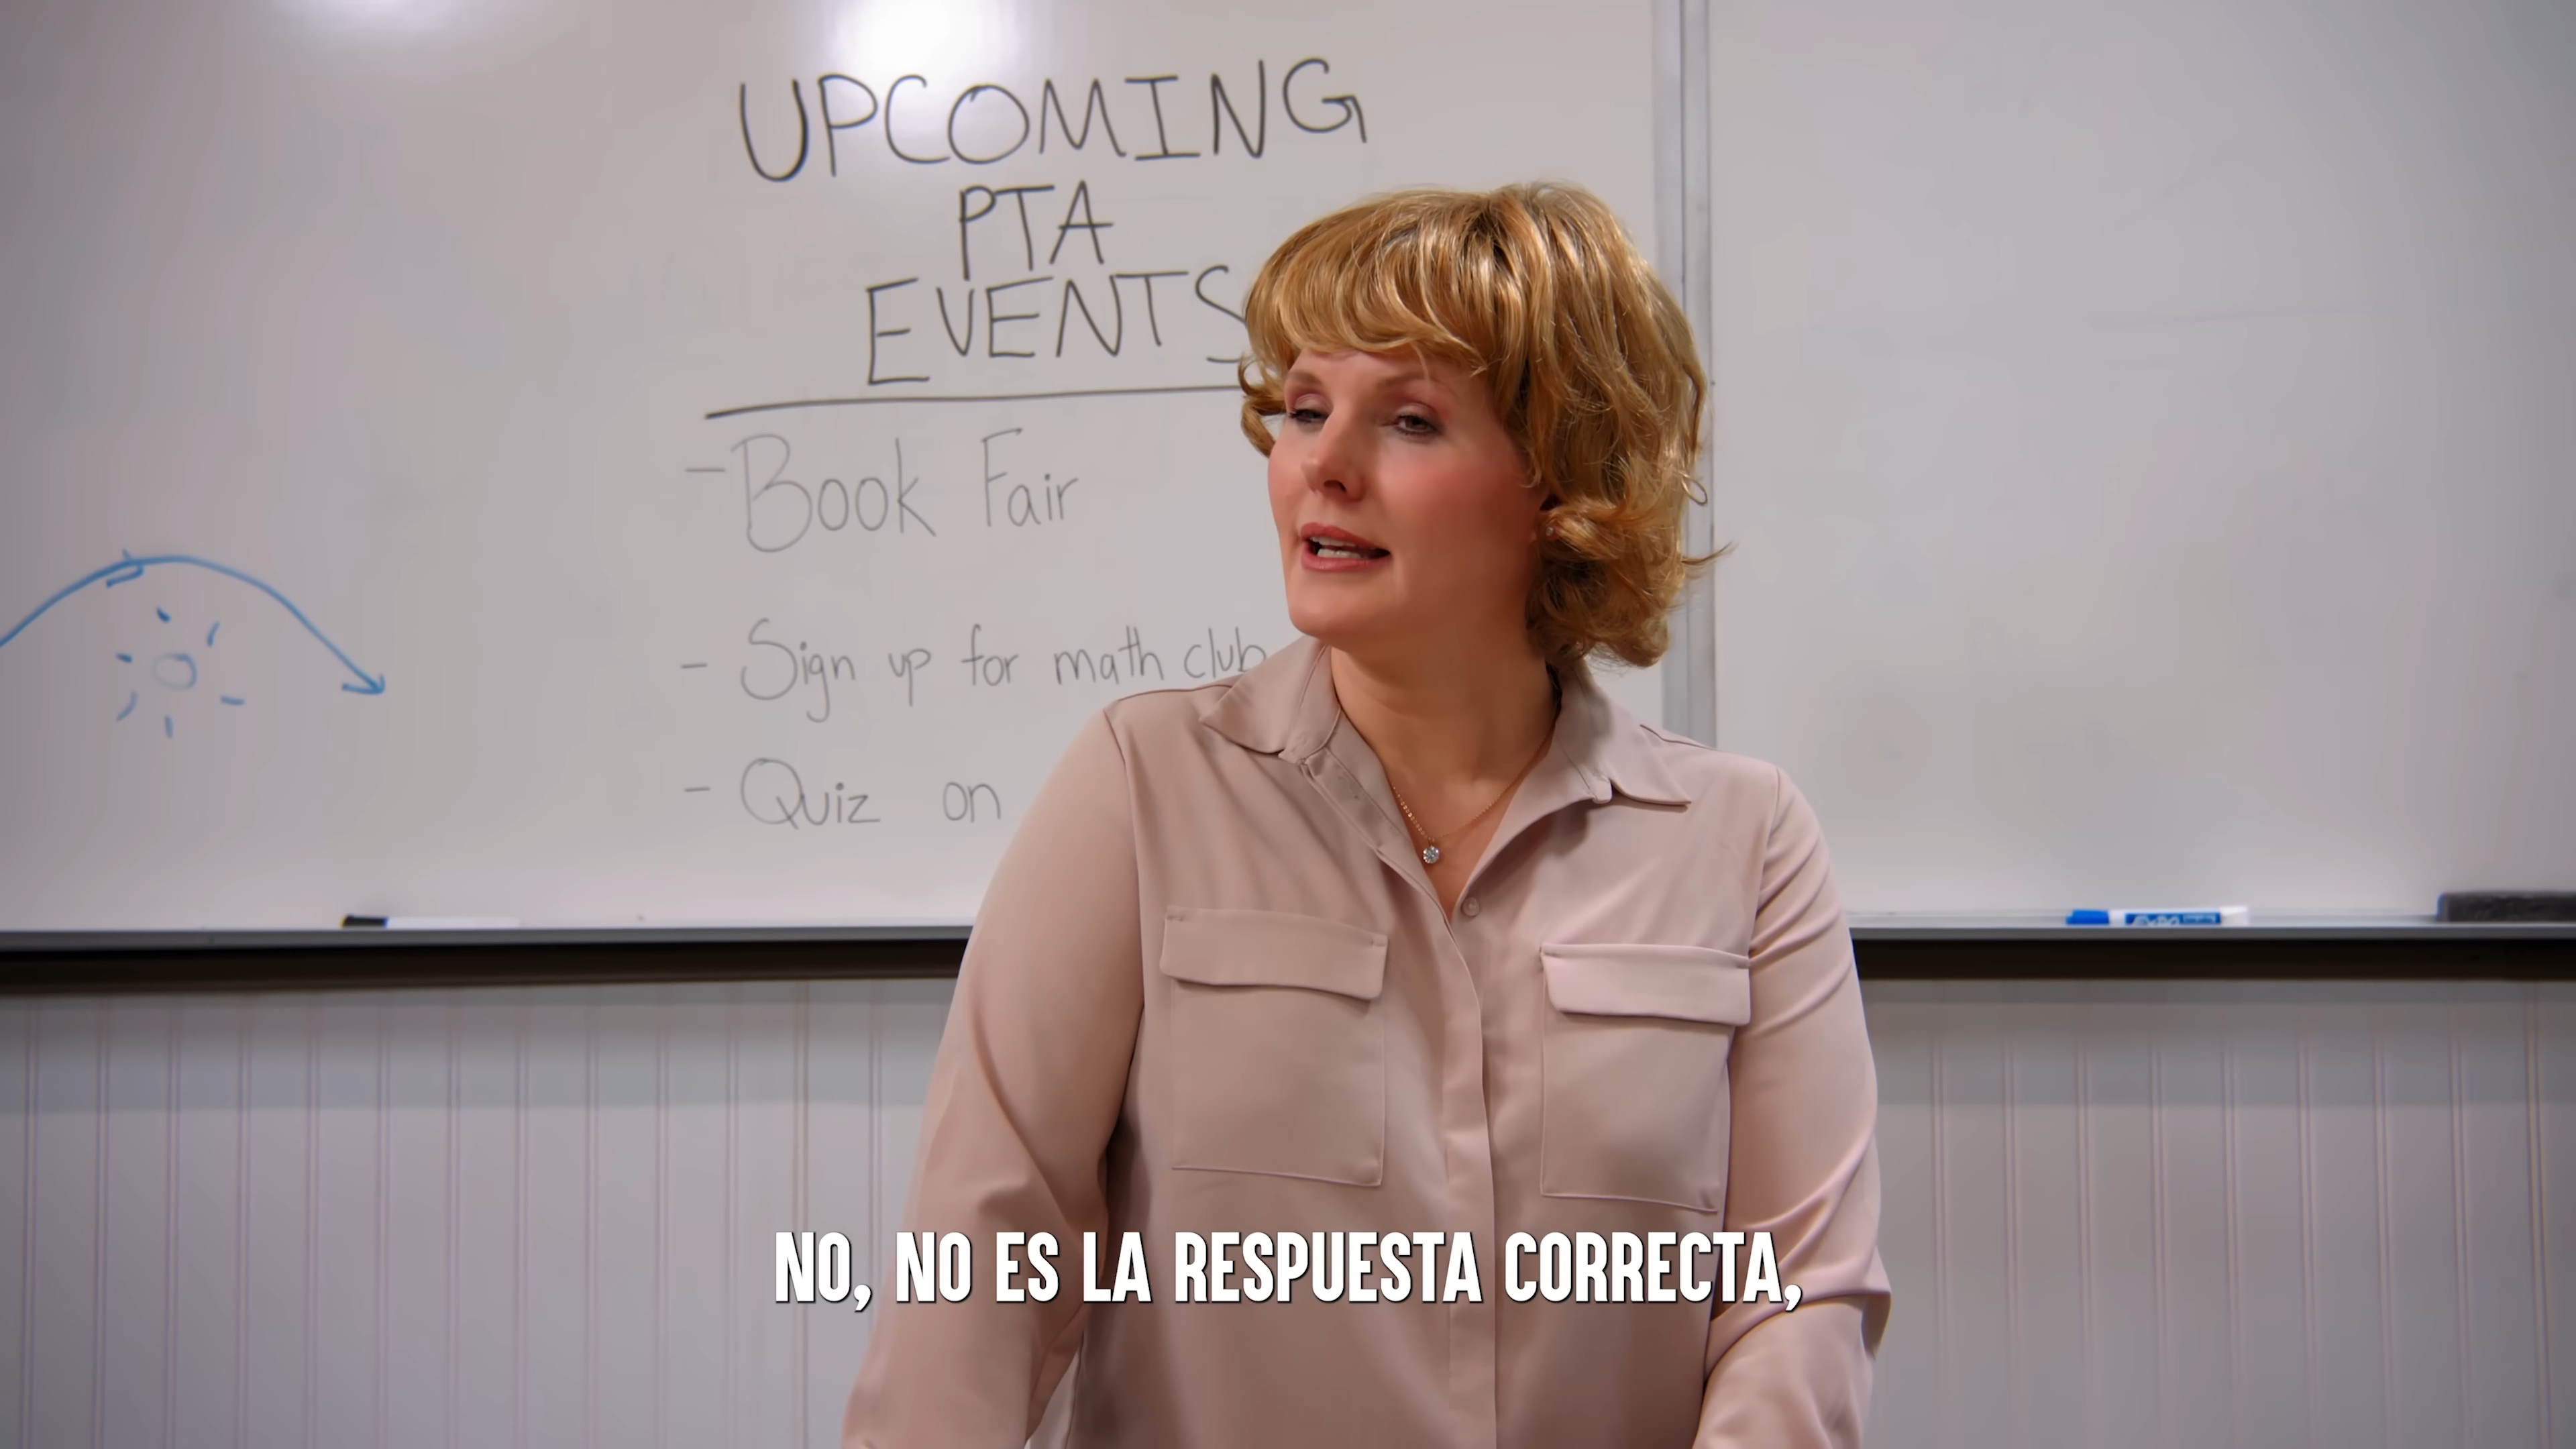 UPCOMING
PTA
EVENTS
- Book Fair
- Sign up for math club
- Quiz on
NO, NO ES LA RESPUESTA CORRECTA,